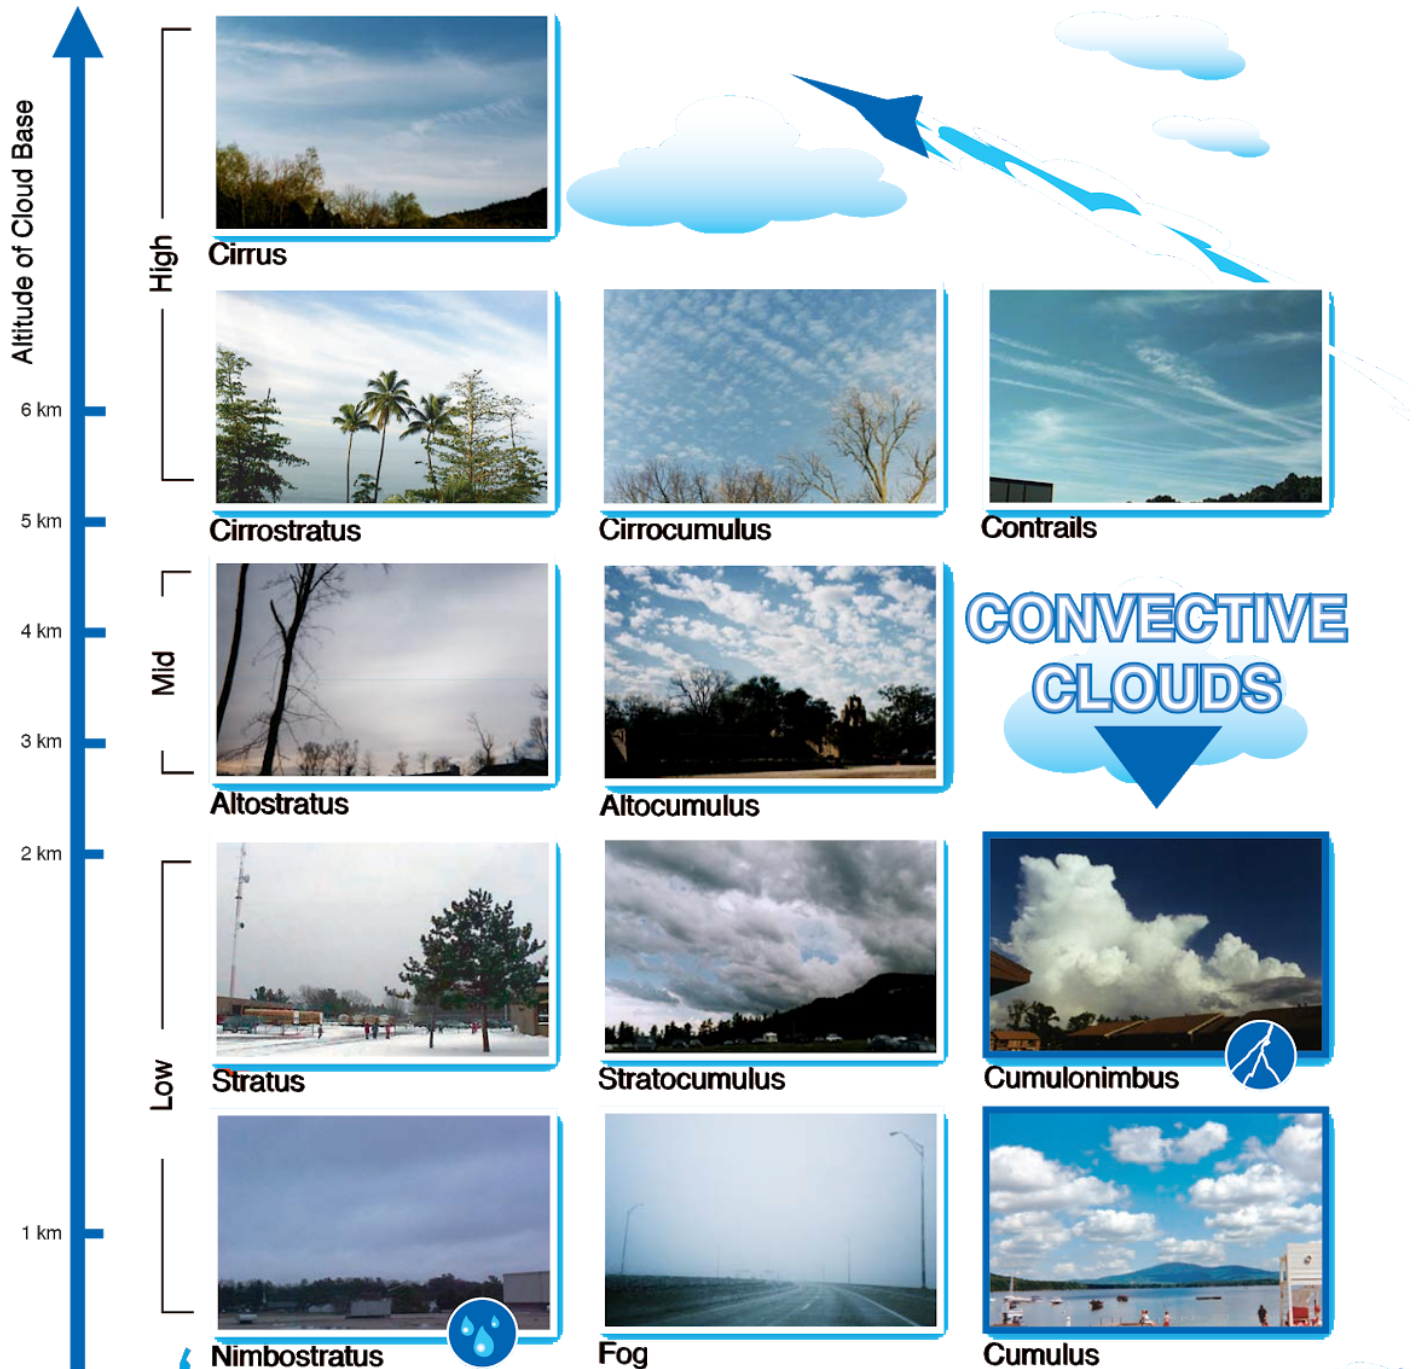 Altitude of Cloud Base
High
Cirrus
6 km
5 km
Cirrostratus
Cirrocumulus
Contrails
Mid
4 km
3 km
CONVECTIVE
CLOUDS
Altostratus
Altocumulus
2 km
Low
Stratus
Stratocumulus
Cumulonimbus
1 km
Nimbostratus
Fog
Cumulus